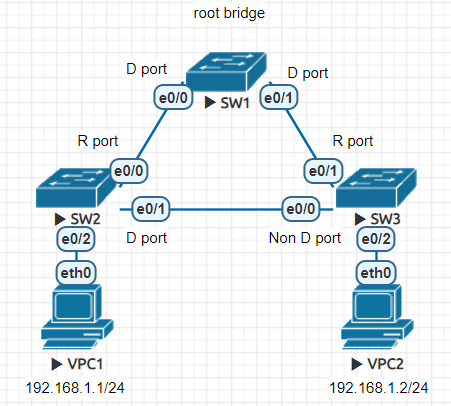 root bridge
D port
D port
e0/0
e0/1
SW1
R port
R port
e0/0
e0/1
SW2
e0/1
e0/0
SW3
e0/2
D port
Non D port
e0/2
eth0
eth0
VPC1
VPC2
192.168.1.1/24
192.168.1.2/24